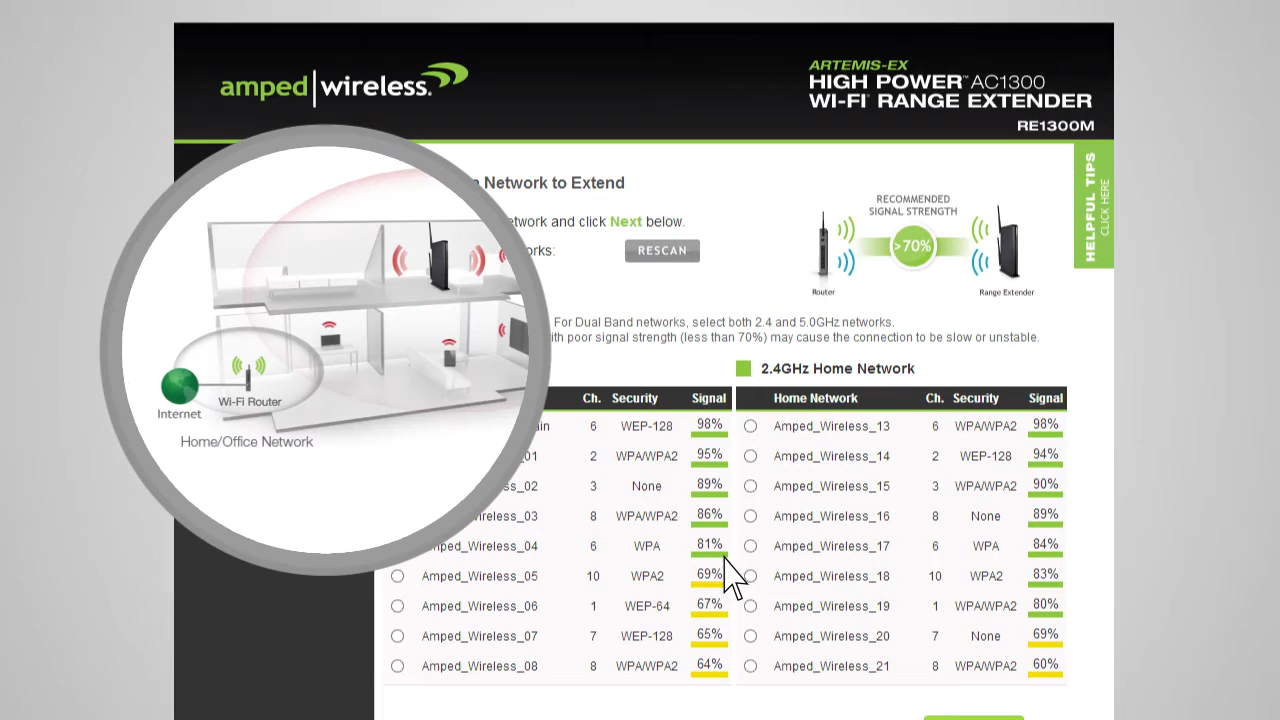 amped wireless.
ARTEMIS-EX
HIGH POWER™ AC1300
WI-FI® RANGE EXTENDER
RE1300M
HELPFUL TIPS
CLICK HERE
Network to Extend
network and click Next below.
RESCAN
RECOMMENDED
SIGNAL STRENGTH
>70%
Router
Range Extender
For Dual Band networks, select both 2.4 and 5.0GHz networks.
with poor signal strength (less than 70%) may cause the connection to be slow or unstable.
Internet
Wi-Fi Router
Home/Office Network
2.4GHz Home Network
Ch. Security Signal Home Network Ch. Security Signal
6 WEP-128 98% Amped_Wireless_13 6 WPA/WPA2 98%
_01 2 WPA/WPA2 95% Amped_Wireless_14 2 WEP-128 94%
ss_02 3 None 89% Amped_Wireless_15 3 WPA/WPA2 90%
ireless_03 8 WPA/WPA2 86% Amped_Wireless_16 8 None 89%
mped_Wireless_04 6 WPA 81% Amped_Wireless_17 6 WPA 84%
Amped_Wireless_05 10 WPA2 69% Amped_Wireless_18 10 WPA2 83%
Amped_Wireless_06 1 WEP-64 67% Amped_Wireless_19 1 WPA/WPA2 80%
Amped_Wireless_07 7 WEP-128 65% Amped_Wireless_20 7 None 69%
Amped_Wireless_08 8 WPA/WPA2 64% Amped_Wireless_21 8 WPA/WPA2 60%